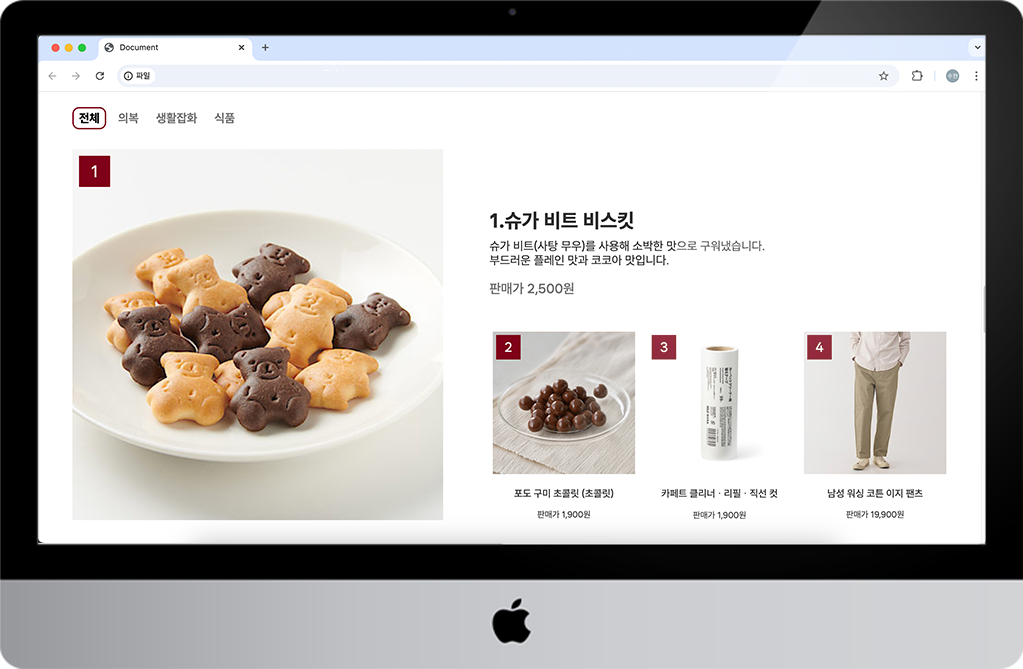 Document
파일
전체 의복 생활잡화 식품
1
1.슈가 비트 비스킷
슈가 비트(사탕 무우)를 사용해 소박한 맛으로 구워냈습니다.
부드러운 플레인 맛과 코코아 맛입니다.
판매가 2,500원
2
3
4
포도 구미 초콜릿 (초콜릿)
카페트 클리너 · 리필 · 직선 컷
남성 워싱 코튼 이지 팬츠
판매가 1,900원
판매가 1,900원
판매가 19,900원